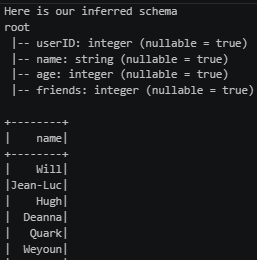 Here is our inferred schema
root
 |-- userID: integer (nullable = true)
 |-- name: string (nullable = true)
 |-- age: integer (nullable = true)
 |-- friends: integer (nullable = true)

+--------+
|    name|
+--------+
|    Will|
|Jean-Luc|
|    Hugh|
|  Deanna|
|   Quark|
|  Weyoun|